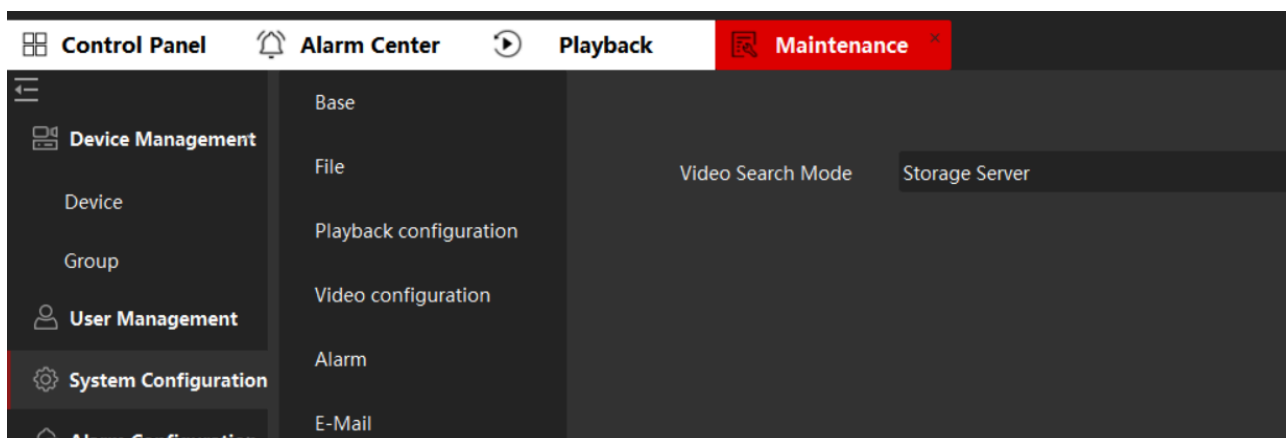 Control Panel Alarm Center Playback Maintenance ×
Base
Device Management
File
Video Search Mode Storage Server
Device
Playback configuration
Group
Video configuration
User Management
Alarm
System Configuration
E-Mail